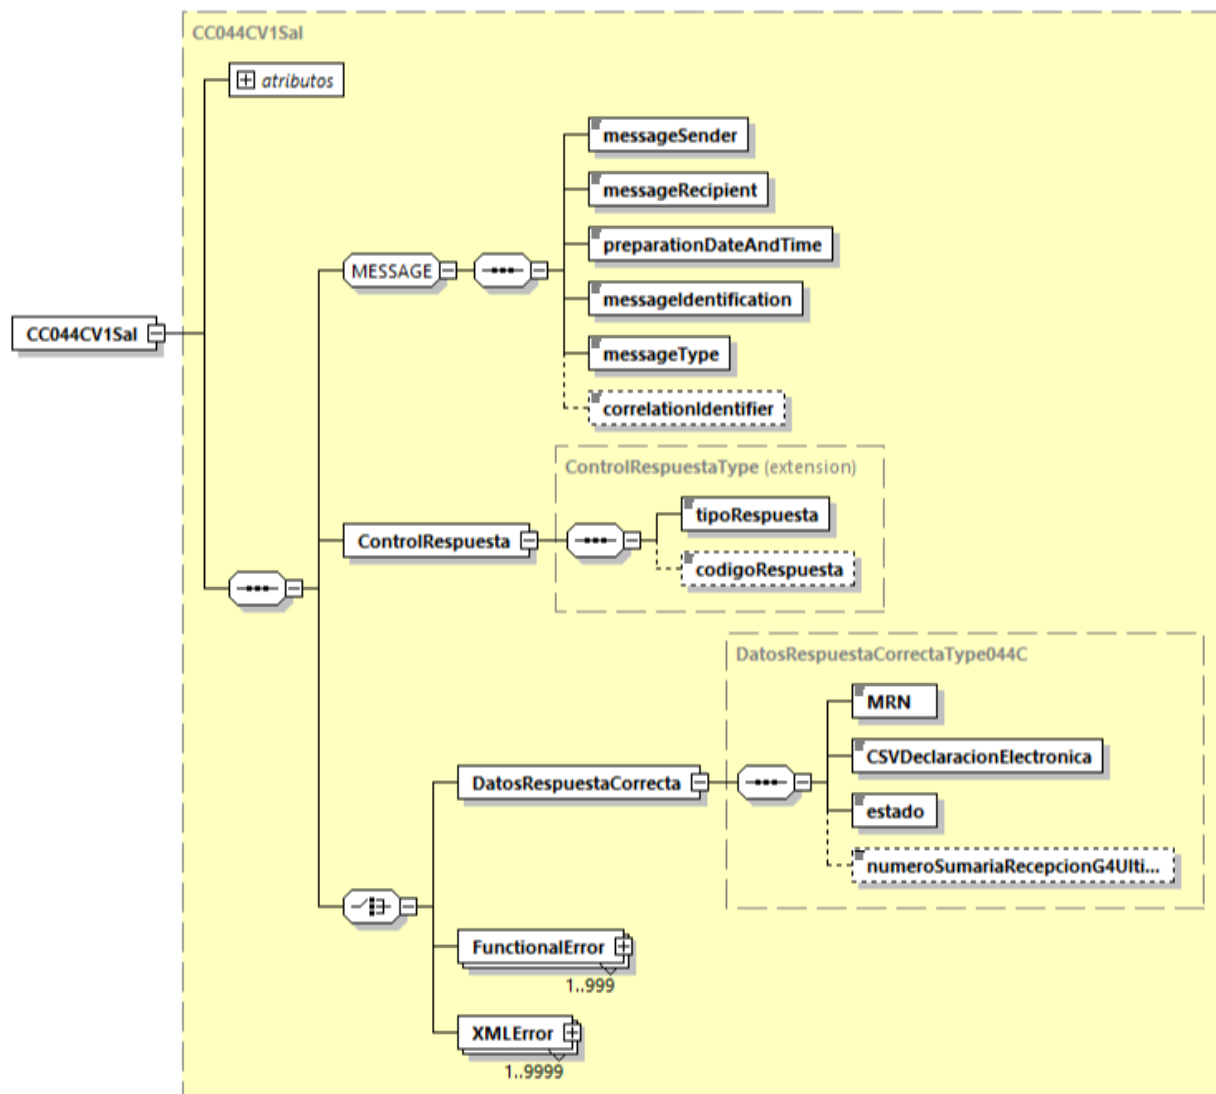 CC044CV1Sal
atributos
messageSender
messageRecipient
preparationDateAndTime
MESSAGE
messageIdentification
CC044CV1Sal
messageType
correlationIdentifier
ControlRespuestaType (extension)
tipoRespuesta
ControlRespuesta
codigoRespuesta
DatosRespuestaCorrectaType044C
MRN
CSVDeclaracionElectronica
DatosRespuestaCorrecta
estado
numeroSumariaRecepcionG4Ulti...
FunctionalError
1..999
XMLError
1..9999